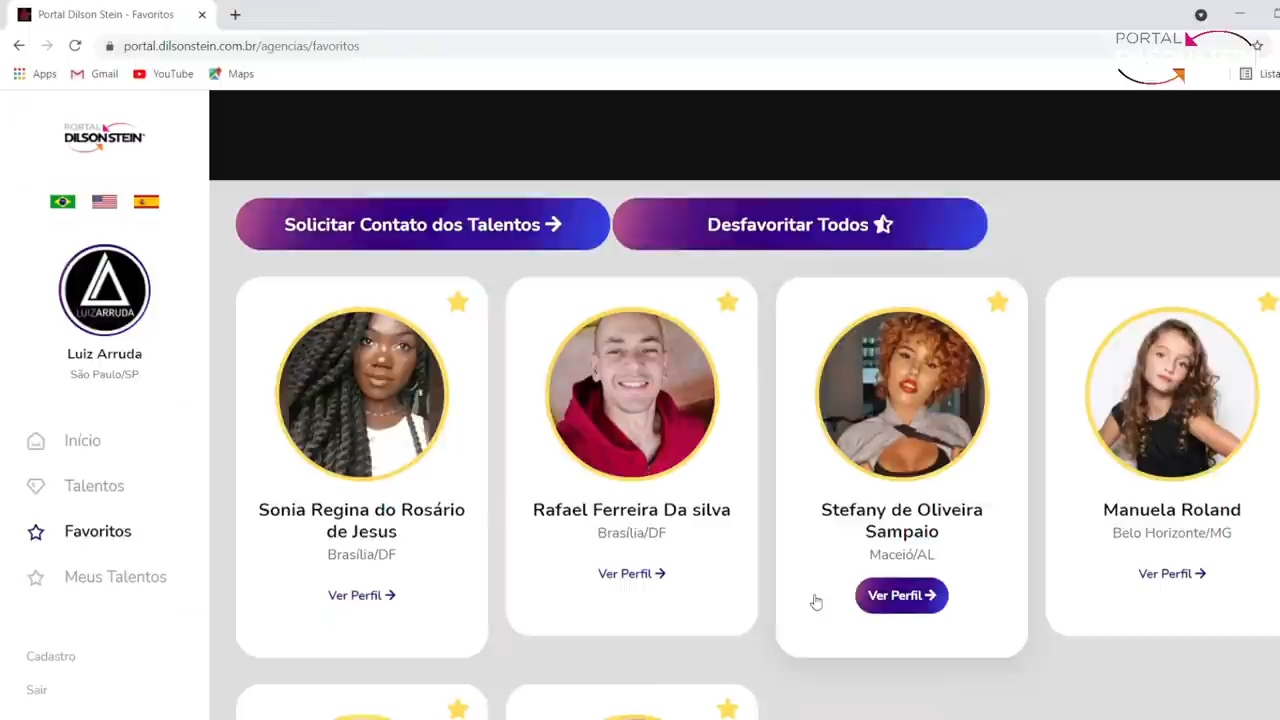 Portal Dilson Stein - Favoritos
portal.dilsonstein.com.br/agencias/favoritos
PORTAL
Apps
Gmail
YouTube
Maps
Lista
PORTAL
DILSON STEIN
LUIZARRUDA
Luiz Arruda
São Paulo/SP
Início
Talentos
Favoritos
Meus Talentos
Cadastro
Sair
Solicitar Contato dos Talentos
Desfavoritar Todos
Sonia Regina do Rosário
de Jesus
Brasília/DF
Ver Perfil
Rafael Ferreira Da silva
Brasília/DF
Ver Perfil
Stefany de Oliveira
Sampaio
Maceió/AL
Ver Perfil
Manuela Roland
Belo Horizonte/MG
Ver Perfil